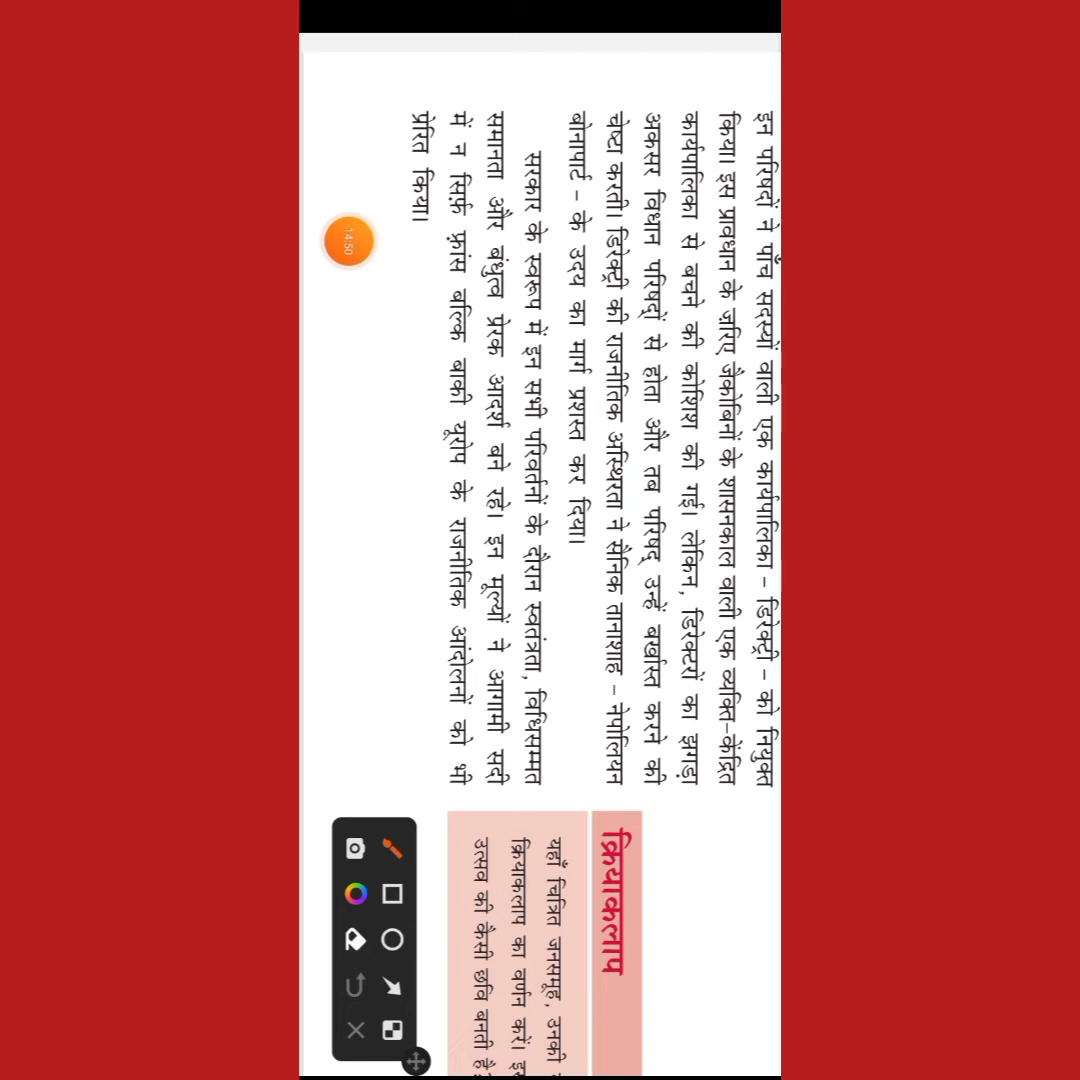 इन परिषदों ने पाँच सदस्यों वाली एक कार्यपालिका – डिरेक्ट्री – को नियुक्त
किया। इस प्रावधान के ज़रिए जैकोबिनों के शासनकाल वाली एक व्यक्ति-केंद्रित
कार्यपालिका से बचने की कोशिश की गई। लेकिन, डिरेक्टरों का झगड़ा
अकसर विधान परिषदों से होता और तब परिषद् उन्हें बर्ख़ास्त करने की
चेष्टा करती। डिरेक्ट्री की राजनीतिक अस्थिरता ने सैनिक तानाशाह – नेपोलियन
बोनापार्ट – के उदय का मार्ग प्रशस्त कर दिया।
सरकार के स्वरूप में इन सभी परिवर्तनों के दौरान स्वतंत्रता, विधिसम्मत
समानता और बंधुत्व प्रेरक आदर्श बने रहे। इन मूल्यों ने आगामी सदी
में न सिर्फ़ फ़्रांस बल्कि बाकी यूरोप के राजनीतिक आंदोलनों को भी
प्रेरित किया।
14:50
क्रियाकलाप
यहाँ चित्रित जनसमूह, उनकी
क्रियाकलाप का वर्णन करें।
उत्सव की कैसी छवि बनती है?